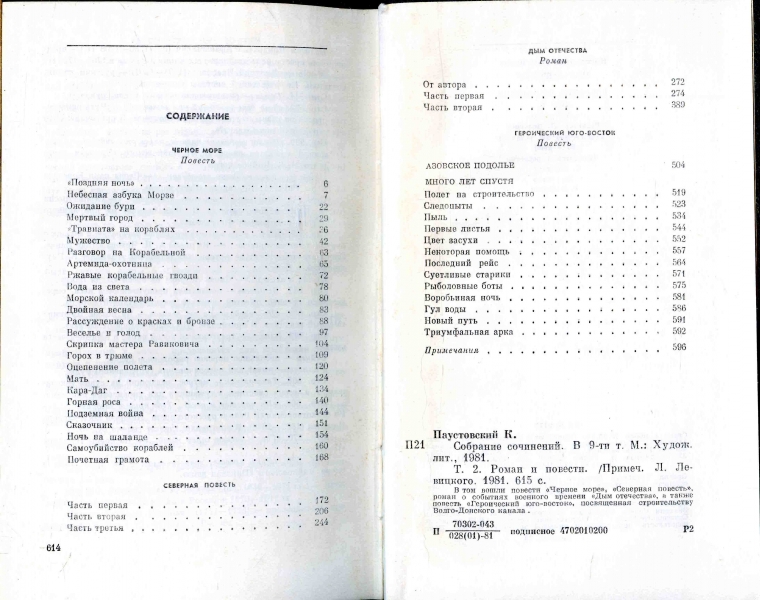 СОДЕРЖАНИЕ
ЧЕРНОЕ МОРЕ
Повесть
«Поздняя ночь» . . . . . . . . . . . . . . . 6
Небесная азбука Морзе . . . . . . . . . . . . 7
Ожидание бури . . . . . . . . . . . . . . . 22
Мертвый город . . . . . . . . . . . . . . . 29
«Травиата» на кораблях . . . . . . . . . . . . 36
Мужество . . . . . . . . . . . . . . . . . 42
Разговор на Корабельной . . . . . . . . . . . 63
Артемида-охотница . . . . . . . . . . . . . . 65
Ржавые корабельные гвозди . . . . . . . . . . 72
Вода из света . . . . . . . . . . . . . . . 78
Морской календарь . . . . . . . . . . . . . . 80
Двойная весна . . . . . . . . . . . . . . . 83
Рассуждение о красках и бронзе . . . . . . . . 88
Веселье и голод . . . . . . . . . . . . . . 97
Скрипка мастера Равиковича . . . . . . . . . . 104
Горох в трюме . . . . . . . . . . . . . . . 109
Оцепенение полета . . . . . . . . . . . . . . 120
Мать . . . . . . . . . . . . . . . . . . . 124
Кара-Даг . . . . . . . . . . . . . . . . . 134
Горная роса . . . . . . . . . . . . . . . . 140
Подземная война . . . . . . . . . . . . . . 144
Сказочник . . . . . . . . . . . . . . . . . 151
Ночь на шаланде . . . . . . . . . . . . . . 154
Самоубийство кораблей . . . . . . . . . . . . 160
Почетная грамота . . . . . . . . . . . . . . 168
СЕВЕРНАЯ ПОВЕСТЬ
Часть первая . . . . . . . . . . . . . . . 172
Часть вторая . . . . . . . . . . . . . . . 206
Часть третья . . . . . . . . . . . . . . . 244
614
ДЫМ ОТЕЧЕСТВА
Роман
От автора . . . . . . . . . . . . . . . . 272
Часть первая . . . . . . . . . . . . . . . 274
Часть вторая . . . . . . . . . . . . . . . 389
ГЕРОИЧЕСКИЙ ЮГО-ВОСТОК
Повесть
АЗОВСКОЕ ПОДОЛЬЕ 504
МНОГО ЛЕТ СПУСТЯ
Полет на строительство . . . . . . . . . . . 519
Следопыты . . . . . . . . . . . . . . . . 523
Пыль . . . . . . . . . . . . . . . . . . 534
Первые листья . . . . . . . . . . . . . . . 544
Цвет засухи . . . . . . . . . . . . . . . 552
Некоторая помощь . . . . . . . . . . . . . 557
Последний рейс . . . . . . . . . . . . . . 564
Суетливые старики . . . . . . . . . . . . . 571
Рыболовные боты . . . . . . . . . . . . . . 575
Воробьиная ночь . . . . . . . . . . . . . . 581
Гул воды . . . . . . . . . . . . . . . . 586
Новый путь . . . . . . . . . . . . . . . . 591
Триумфальная арка . . . . . . . . . . . . . 592
Примечания . . . . . . . . . . . . . . . . 596
Паустовский К.
П21 Собрание сочинений. В 9-ти т. М.: Худож.
лит., 1981.
Т. 2. Роман и повести. /Примеч. Л. Ле-
вицкого. 1981. 615 с.
В том вошли повести «Черное море», «Северная повесть»,
роман о событиях военного времени «Дым отечества», а также
повесть «Героический юго-восток», посвященная строительству
Волго-Донского канала.
70302-043
П ——— подписное 4702010200 Р2
028(01)-81